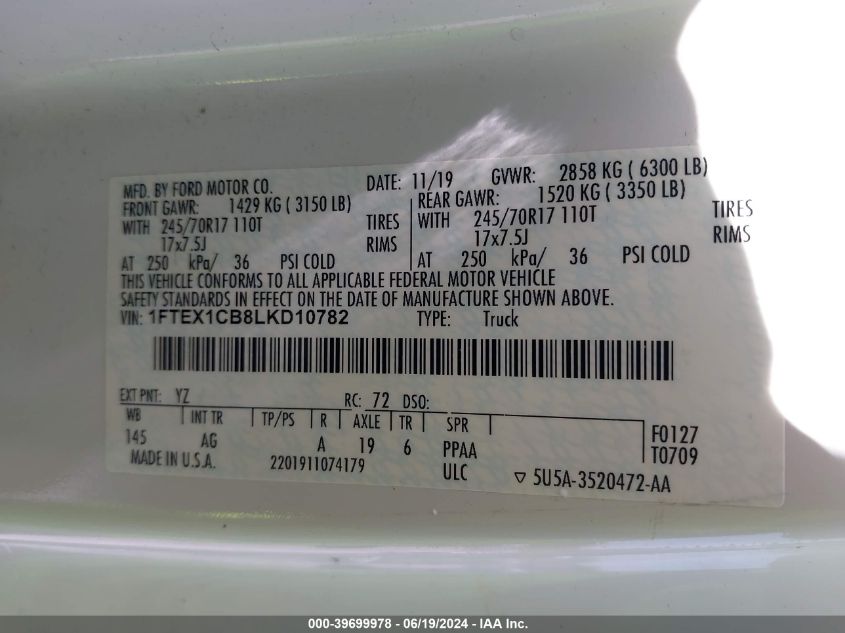 MFD. BY FORD MOTOR CO. DATE: 11/19 GVWR: 2858 KG ( 6300 LB)
FRONT GAWR: 1429 KG ( 3150 LB) REAR GAWR: 1520 KG ( 3350 LB)
WITH 245/70R17 110T TIRES WITH 245/70R17 110T TIRES
17x7.5J RIMS 17x7.5J RIMS
AT 250 kPa/ 36 PSI COLD AT 250 kPa/ 36 PSI COLD
THIS VEHICLE CONFORMS TO ALL APPLICABLE FEDERAL MOTOR VEHICLE
SAFETY STANDARDS IN EFFECT ON THE DATE OF MANUFACTURE SHOWN ABOVE.
VIN: 1FTEX1CB8LKD10782 TYPE: Truck
EXT PNT: YZ RC: 72 DSO:
WB INT TR TP/PS R AXLE TR SPR
145 AG A 19 6 PPAA F0127
MADE IN U.S.A. 2201911074179 ULC T0709
▽ 5U5A-3520472-AA
000-39699978 - 06/19/2024 - IAA Inc.